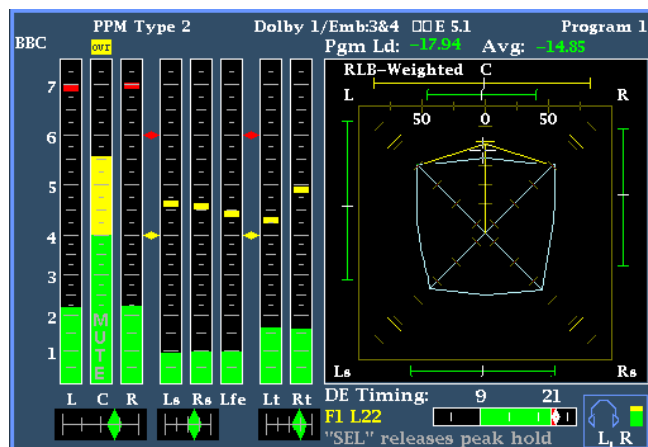 PPM Type 2 Dolby 1/Emb:3&4 E 5.1 Program 1
BBC ovr Pgm Ld: -17.94 Avg: -14.85
RLB-Weighted C
L R
50 0 50
7
6
5
4
3
2
1
MUTE
Ls Rs
L C R Ls Rs Lfe Lt Rt
DE Timing: 9 21
F1 L22
"SEL" releases peak hold
L, R